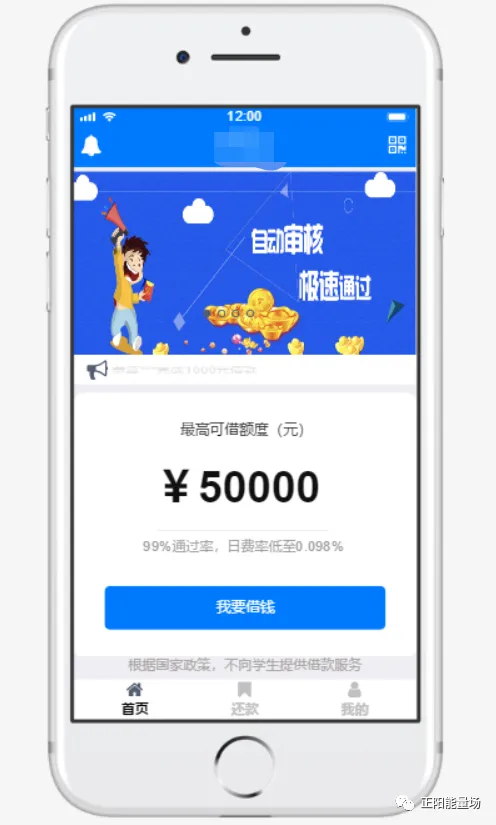 12:00
自动审核
极速通过
最高可借额度（元）
￥50000
99%通过率，日费率低至0.098%
我要借钱
根据国家政策，不向学生提供借款服务
首页
还款
我的
正阳能量场